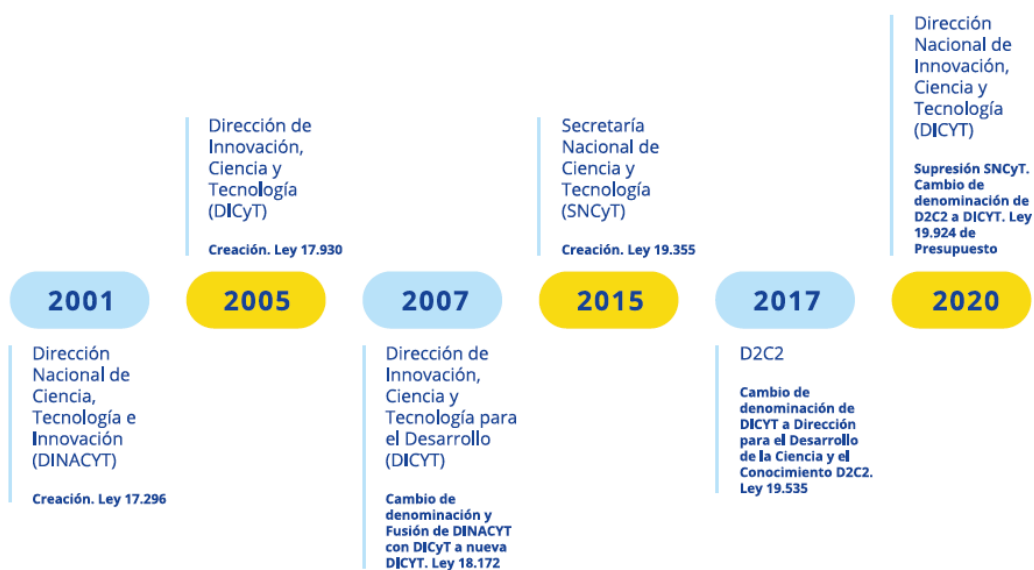 2001
Dirección
Nacional de
Ciencia,
Tecnología e
Innovación
(DINACYT)
Creación. Ley 17.296
Dirección de
Innovación,
Ciencia y
Tecnología
(DICyT)
Creación. Ley 17.930
2005
2007
Dirección de
Innovación,
Ciencia y
Tecnología para
el Desarrollo
(DICYT)
Cambio de
denominación y
Fusión de DINACYT
con DICyT a nueva
DICYT. Ley 18.172
Secretaría
Nacional de
Ciencia y
Tecnología
(SNCyT)
Creación. Ley 19.355
2015
2017
D2C2
Cambio de
denominación de
DICYT a Dirección
para el Desarrollo
de la Ciencia y el
Conocimiento D2C2.
Ley 19.535
Dirección
Nacional de
Innovación,
Ciencia y
Tecnología
(DICYT)
Supresión SNCyT.
Cambio de
denominación de
D2C2 a DICYT. Ley
19.924 de
Presupuesto
2020